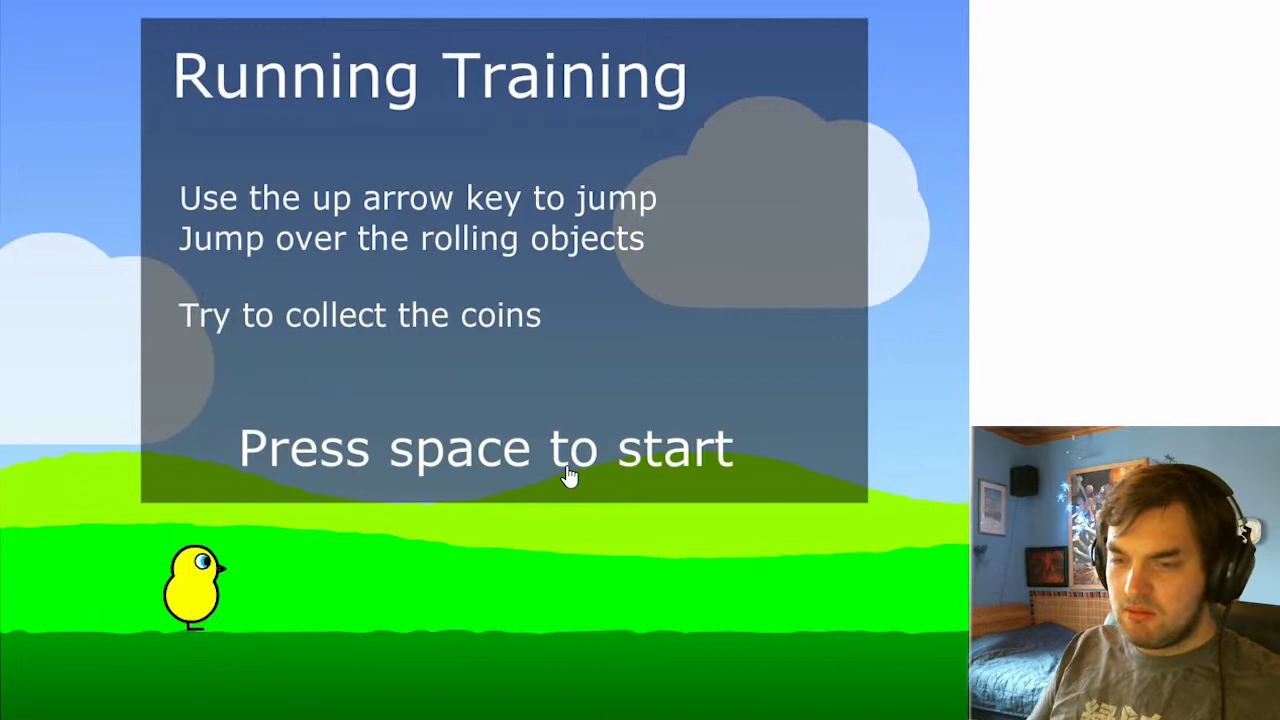 Running Training
Use the up arrow key to jump
Jump over the rolling objects
Try to collect the coins
Press space to start